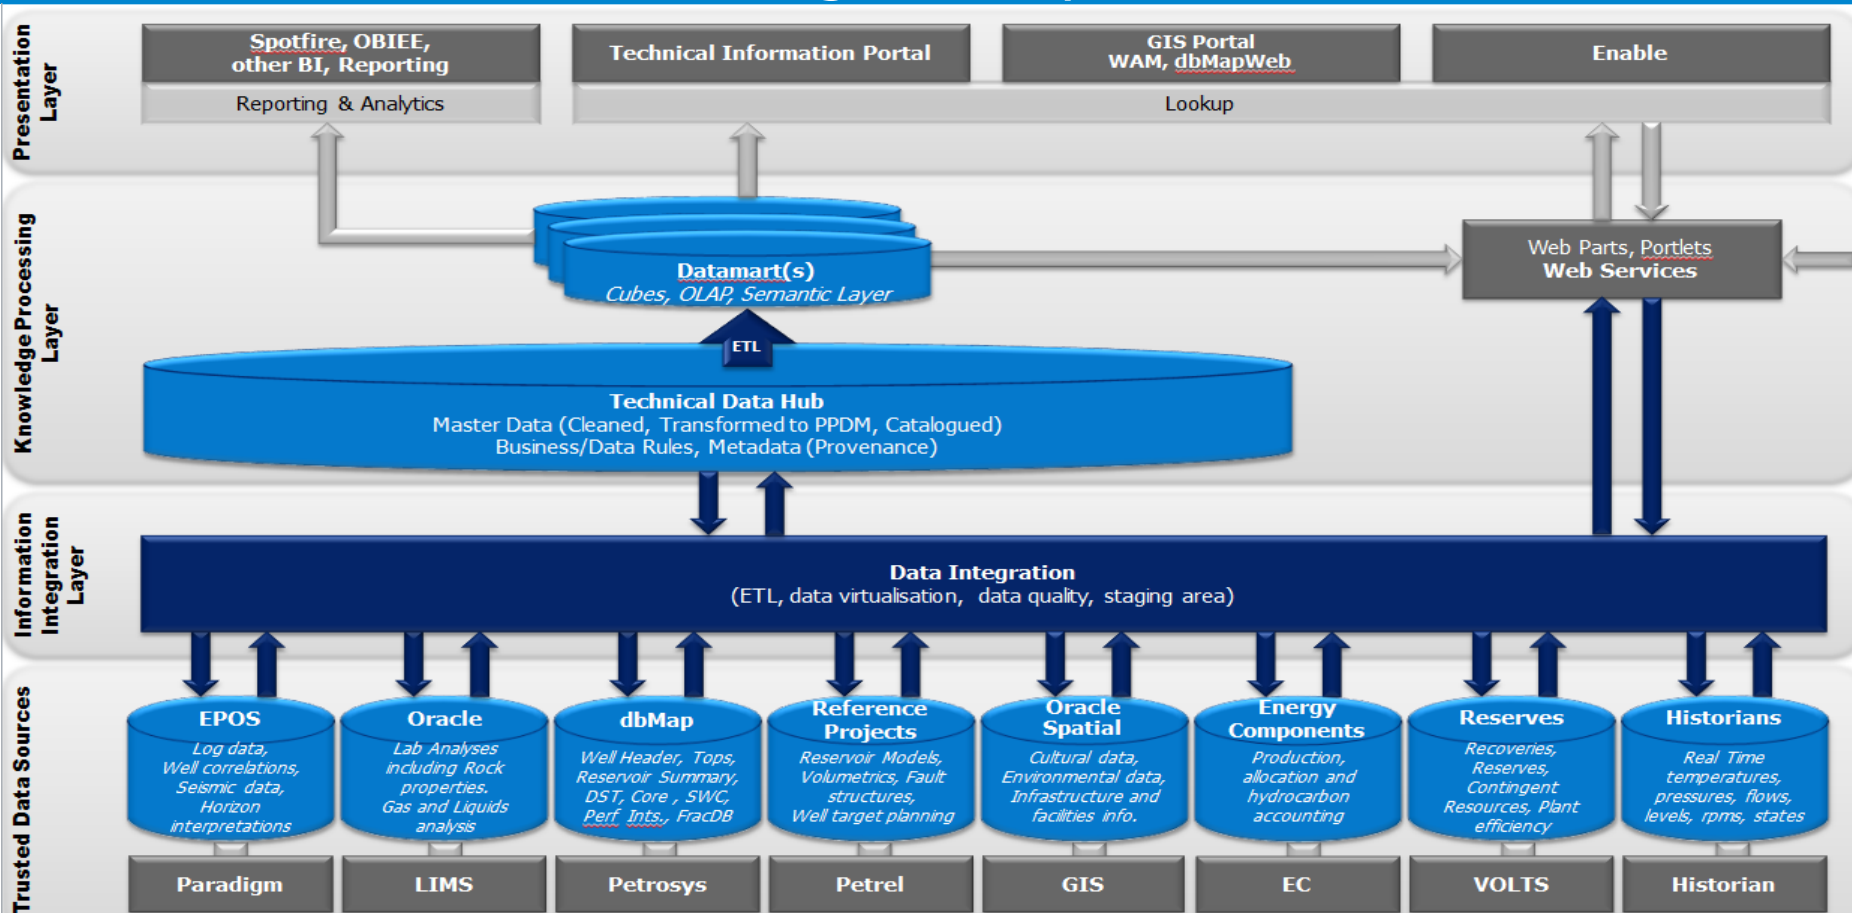 Presentation
Layer
Spotfire, OBIEE,
other BI, Reporting
Reporting & Analytics
Technical Information Portal
GIS Portal
WAM, dbMapWeb
Enable
Lookup
Knowledge Processing
Layer
Datamart(s)
Cubes, OLAP, Semantic Layer
Web Parts, Portlets
Web Services
ETL
Technical Data Hub
Master Data (Cleaned, Transformed to PPDM, Catalogued)
Business/Data Rules, Metadata (Provenance)
Information
Integration
Layer
Data Integration
(ETL, data virtualisation, data quality, staging area)
Trusted Data Sources
EPOS
Log data,
Well correlations,
Seismic data,
Horizon
interpretations
Oracle
Lab Analyses
including Rock
properties.
Gas and Liquids
analysis
dbMap
Well Header, Tops,
Reservoir Summary,
DST, Core , SWC,
Perf Ints., FracDB
Reference
Projects
Reservoir Models,
Volumetrics, Fault
structures,
Well target planning
Oracle
Spatial
Cultural data,
Environmental data,
Infrastructure and
facilities info.
Energy
Components
Production,
allocation and
hydrocarbon
accounting
Reserves
Recoveries,
Reserves,
Contingent
Resources, Plant
efficiency
Historians
Real Time
temperatures,
pressures, flows,
levels, rpms, states
Paradigm
LIMS
Petrosys
Petrel
GIS
EC
VOLTS
Historian